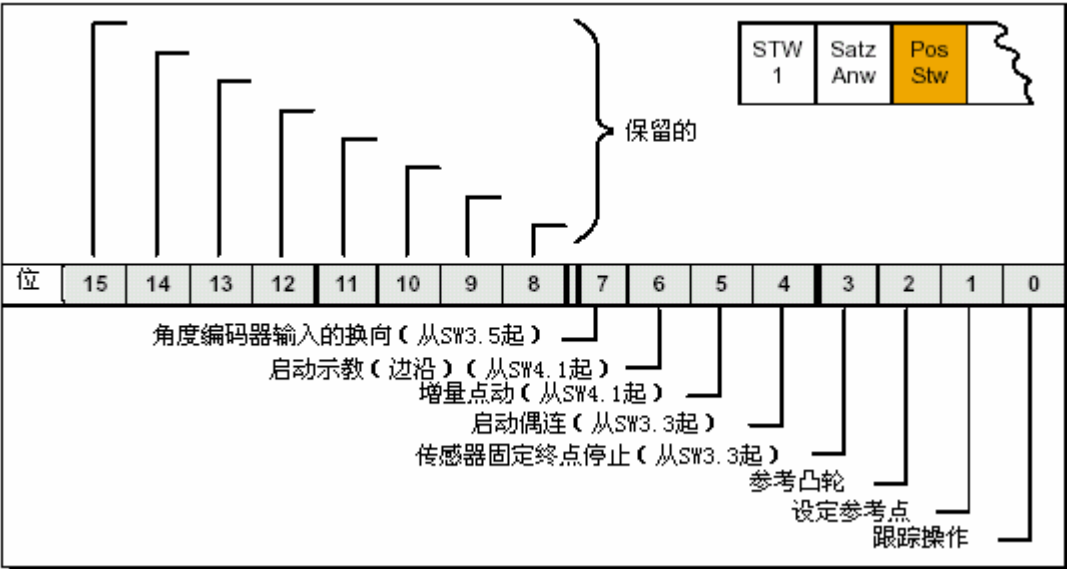 STW 1
Satz Anw
Pos Stw
保留的
位 15 14 13 12 11 10 9 8 7 6 5 4 3 2 1 0
角度编码器输入的换向(从SW3.5起)
启动示教(边沿)(从SW4.1起)
增量点动(从SW4.1起)
启动偶连(从SW3.3起)
传感器固定终点停止(从SW3.3起)
参考凸轮
设定参考点
跟踪操作